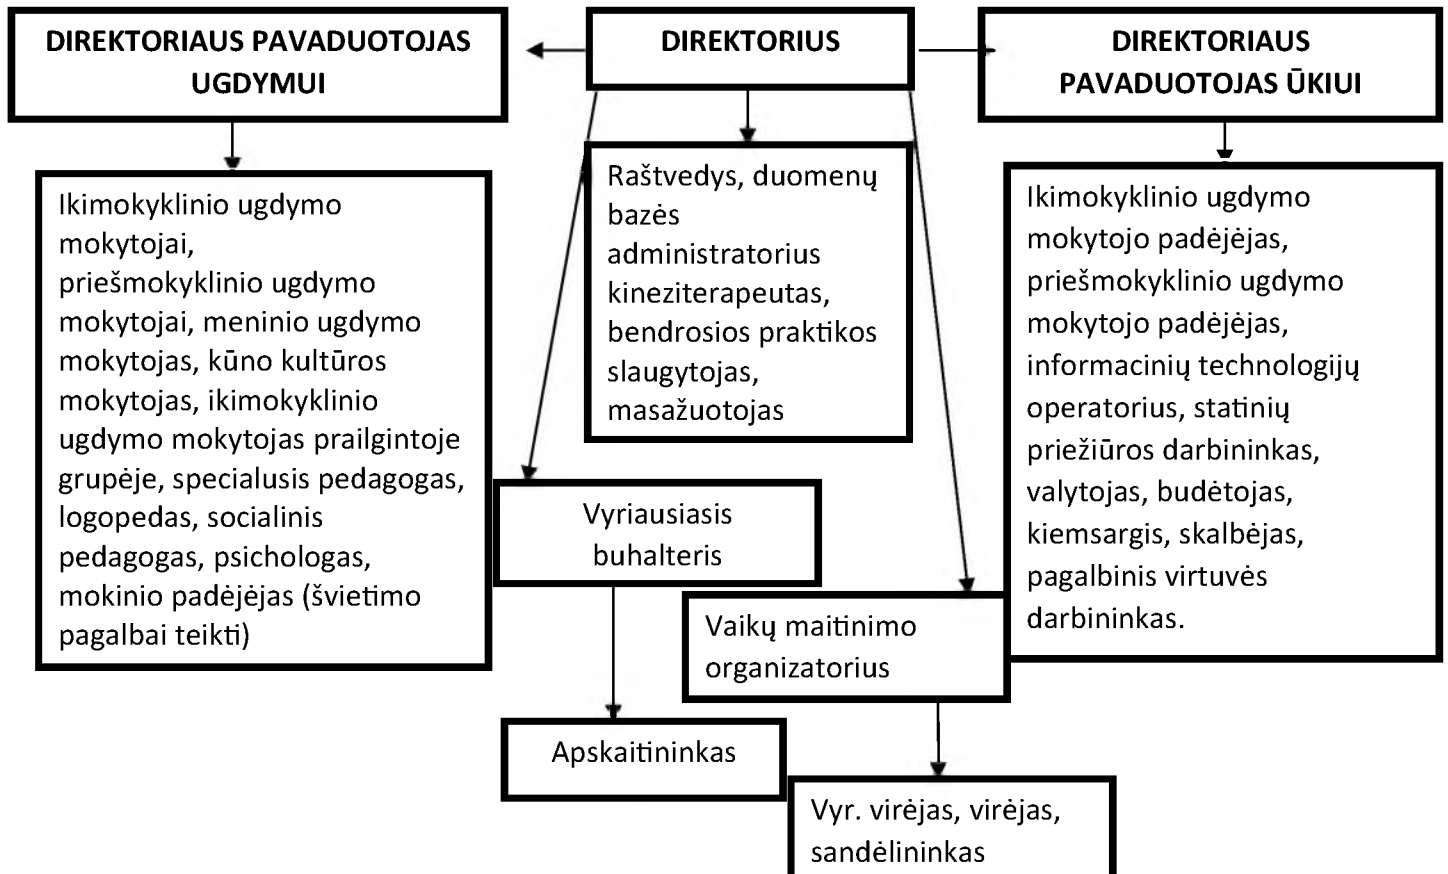 DIREKTORIAUS PAVADUOTOJAS
UGDYMUI
DIREKTORIUS
DIREKTORIAUS
PAVADUOTOJAS ŪKIUI
Ikimokyklinio ugdymo
mokytojai,
priešmokyklinio ugdymo
mokytojai, meninio ugdymo
mokytojas, kūno kultūros
mokytojas, ikimokyklinio
ugdymo mokytojas prailgintoje
grupėje, specialusis pedagogas,
logopedas, socialinis
pedagogas, psichologas,
mokinio padėjėjas (švietimo
pagalbai teikti)
Raštvedys, duomenų
bazės
administratorius
kineziterapeutas,
bendrosios praktikos
slaugytojas,
masažuotojas
Ikimokyklinio ugdymo
mokytojo padėjėjas,
priešmokyklinio ugdymo
mokytojo padėjėjas,
informacinių technologijų
operatorius, statinių
priežiūros darbininkas,
valytojas, budėtojas,
kiemsargis, skalbėjas,
pagalbinis virtuvės
darbininkas.
Vyriausiasis
buhalteris
Vaikų maitinimo
organizatorius
Apskaitininkas
Vyr. virėjas, virėjas,
sandėlininkas